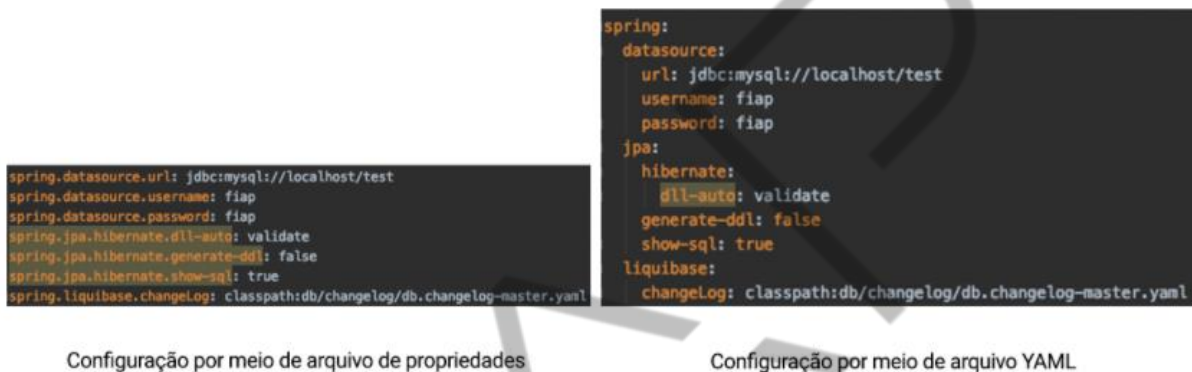 spring.datasource.url: jdbc:mysql://localhost/test
spring.datasource.username: fiap
spring.datasource.password: fiap
spring.jpa.hibernate.dll-auto: validate
spring.jpa.hibernate.generate-ddl: false
spring.jpa.hibernate.show-sql: true
spring.liquibase.changeLog: classpath:db/changelog/db.changelog-master.yaml
Configuração por meio de arquivo de propriedades
spring:
datasource:
url: jdbc:mysql://localhost/test
username: fiap
password: fiap
jpa:
hibernate:
dll-auto: validate
generate-ddl: false
show-sql: true
liquibase:
changeLog: classpath:db/changelog/db.changelog-master.yaml
Configuração por meio de arquivo YAML